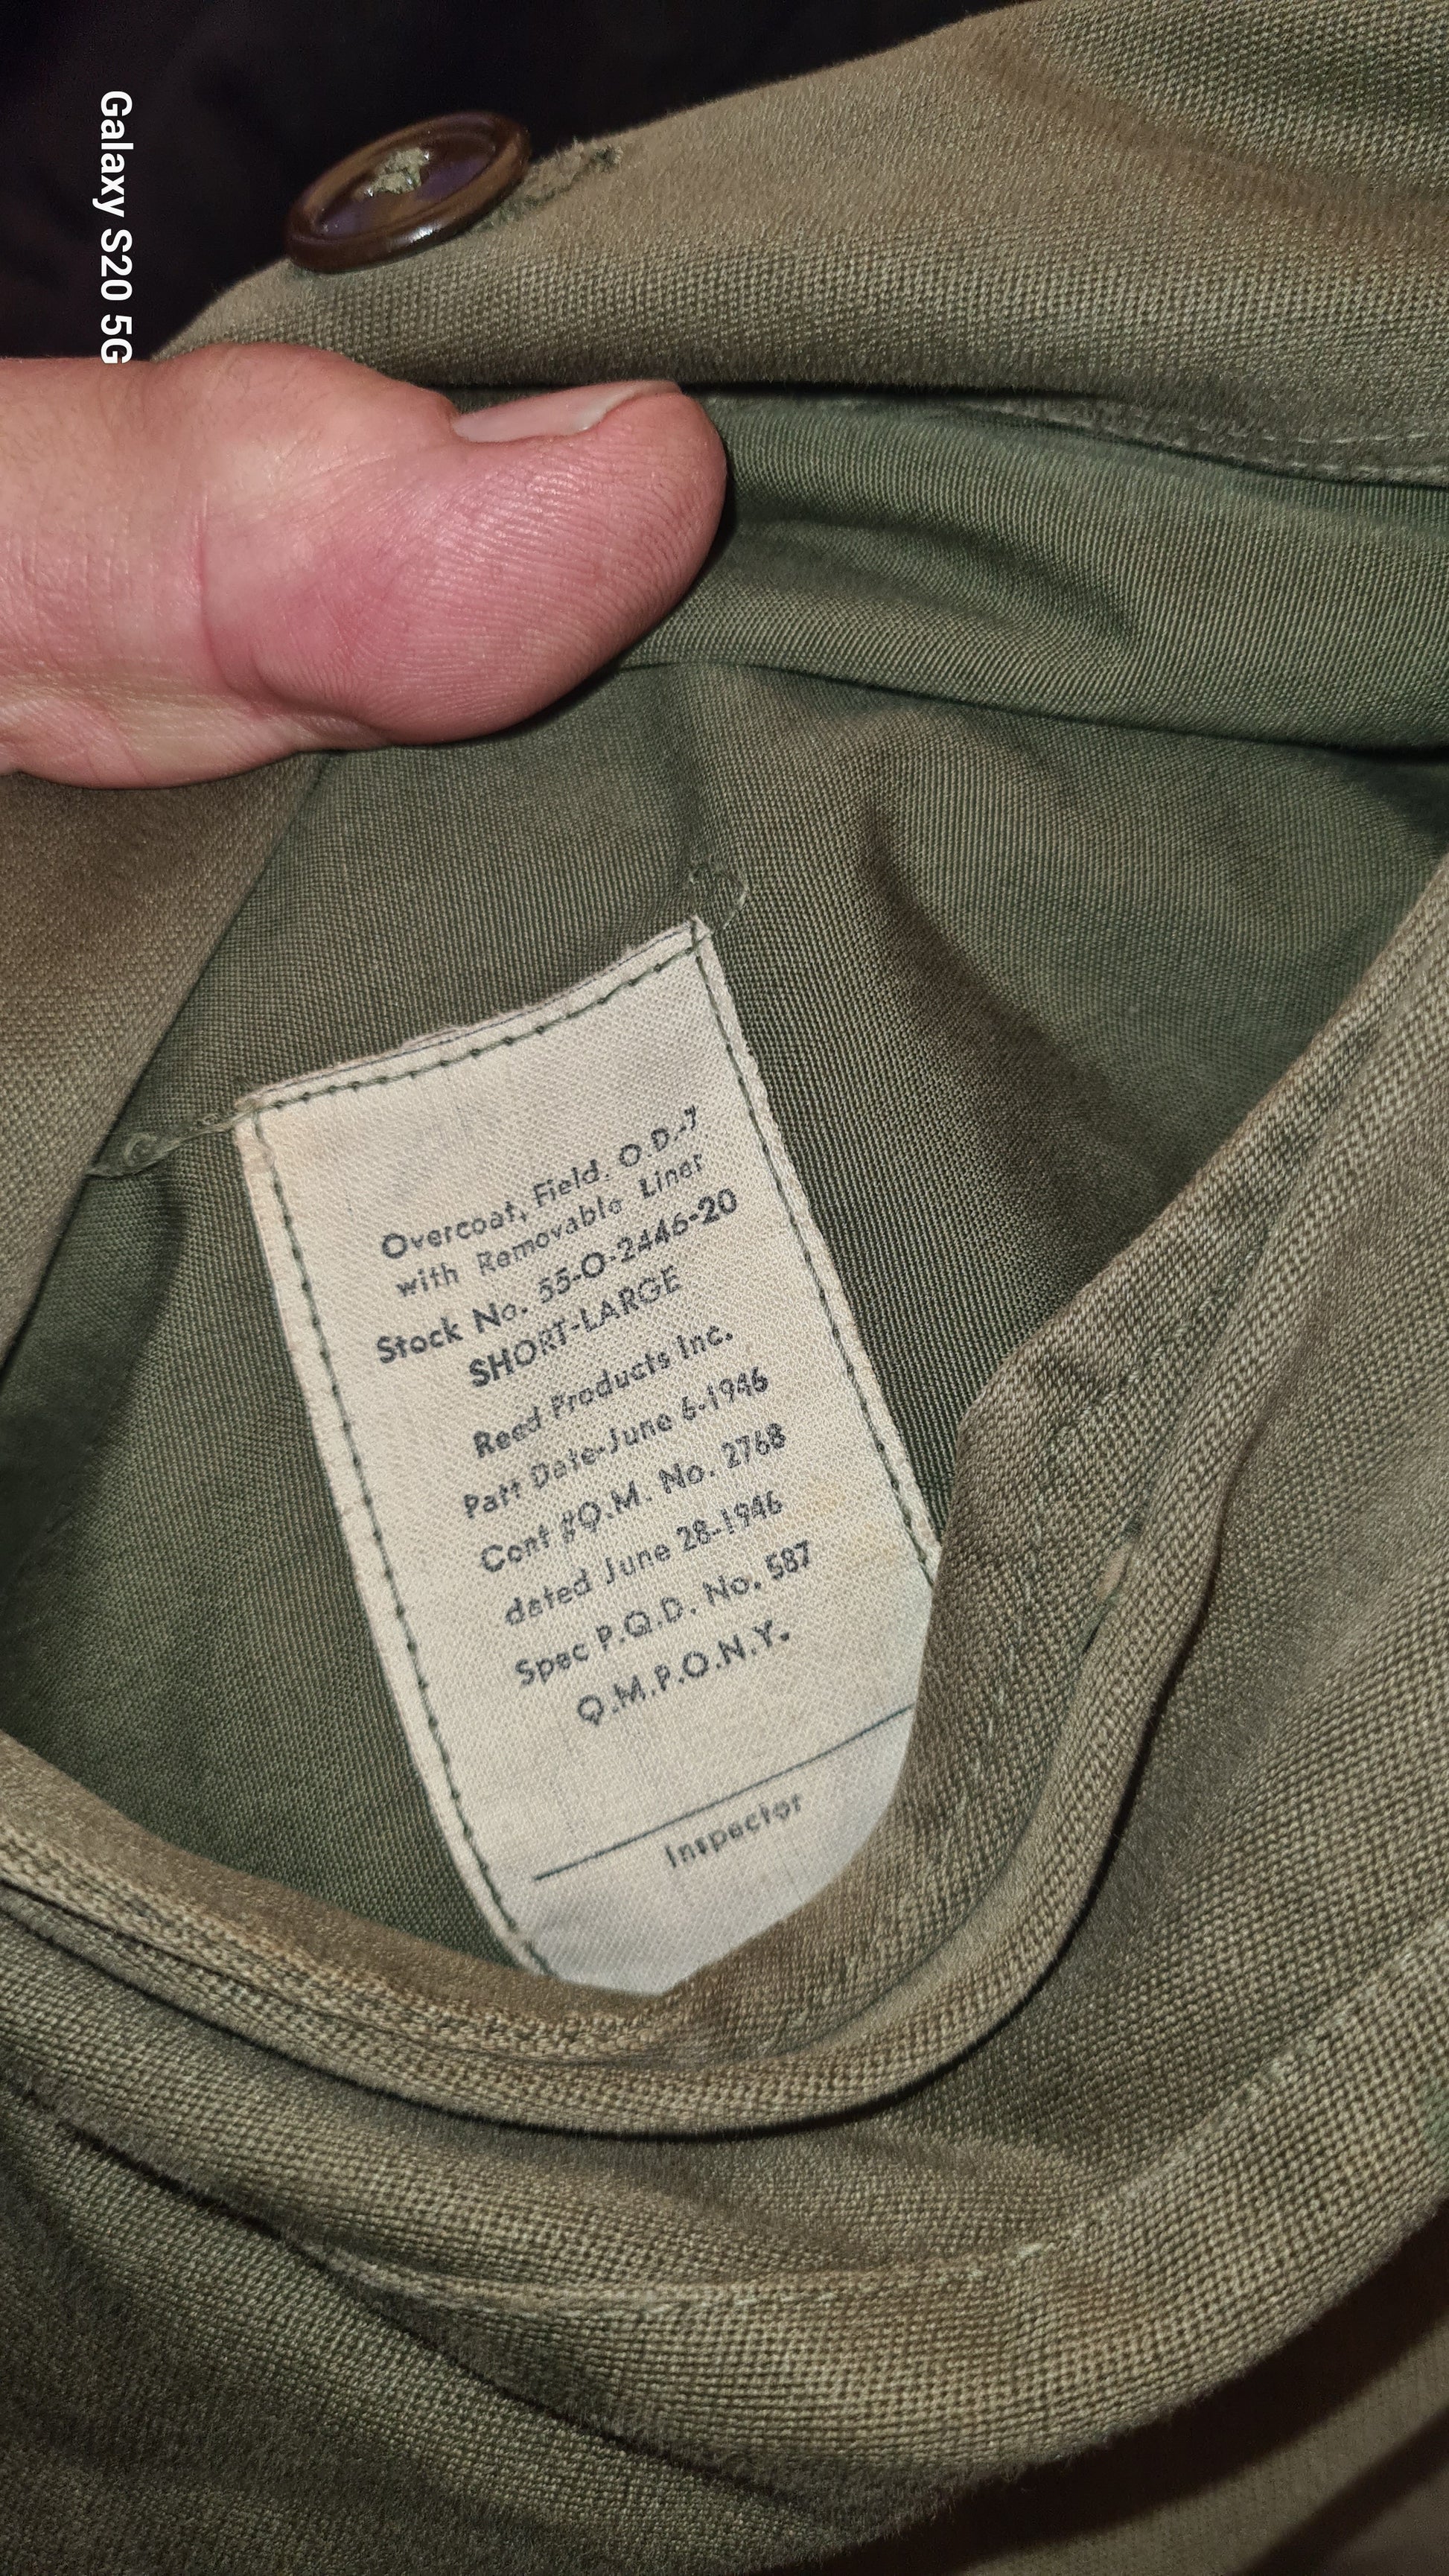 Galaxy S20 5G
Overcoat, Field. O.D.-7
with Removable Liner
Stock No. 55-O-2446-20
SHORT-LARGE
Reed Products Inc.
Patt Date-June 6-1946
Cont #Q.M. No. 2768
dated June 28-1946
Spec P.Q.D. No. 587
Q.M.P.O.N.Y.
Inspector